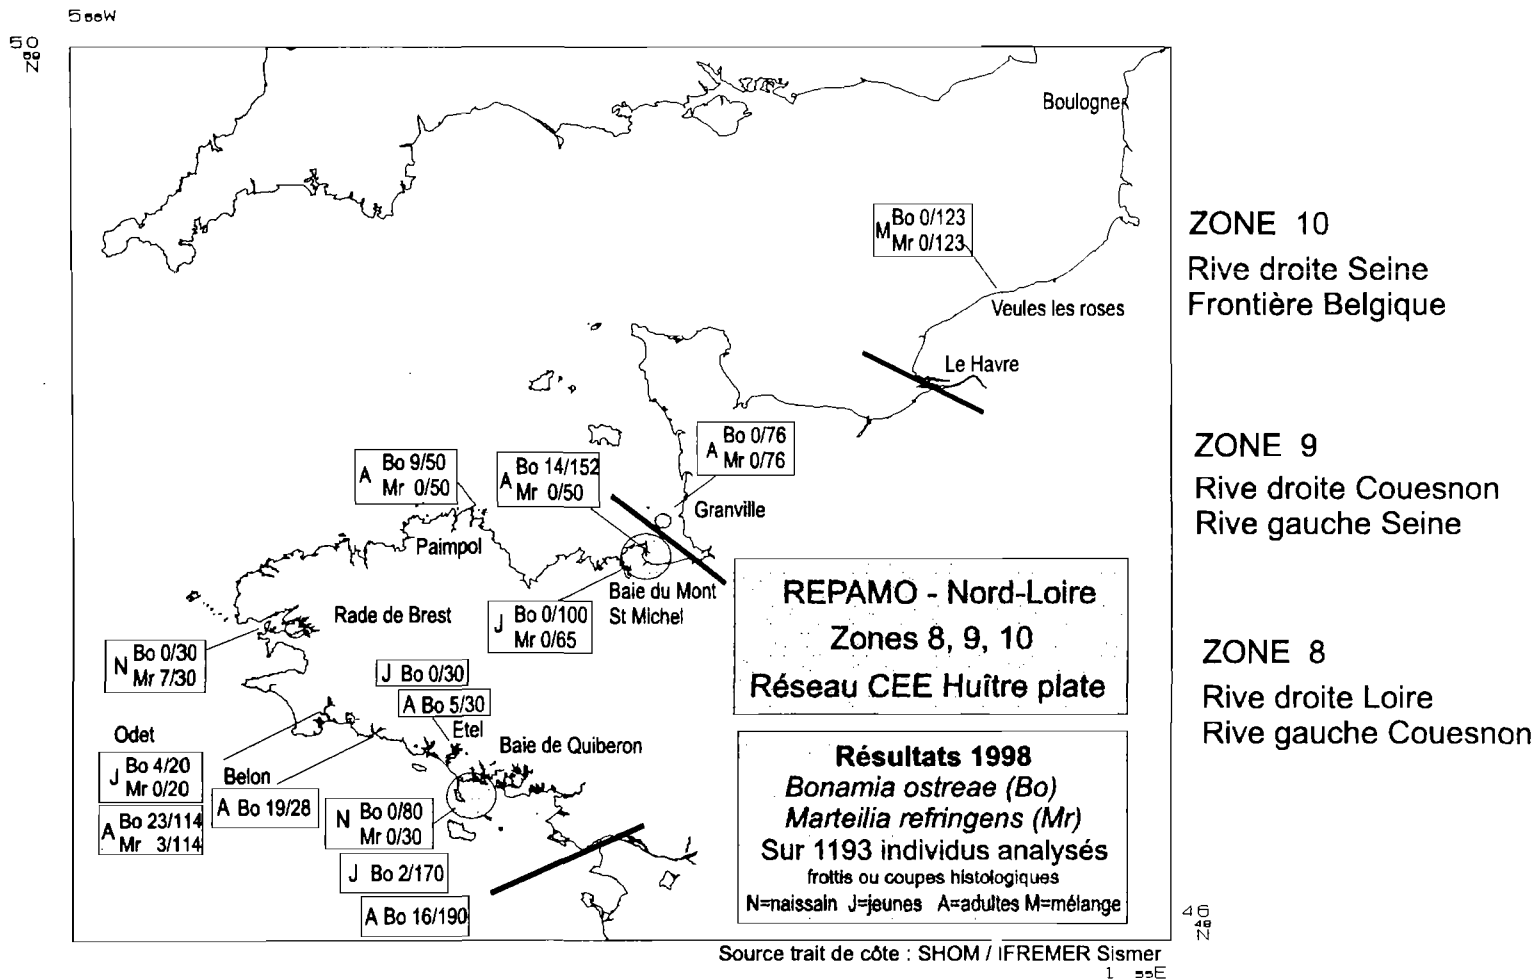 5 00W
50
N
Boulogne
M Bo 0/123
Mr 0/123
Veules les roses
Le Havre
ZONE 10
Rive droite Seine
Frontière Belgique
ZONE 9
Rive droite Couesnon
Rive gauche Seine
ZONE 8
Rive droite Loire
Rive gauche Couesnon
A Bo 0/76
Mr 0/76
Granville
A Bo 9/50
Mr 0/50
Paimpol
A Bo 14/152
Mr 0/50
Baie du Mont
St Michel
J Bo 0/100
Mr 0/65
Rade de Brest
N Bo 0/30
Mr 7/30
J Bo 0/30
A Bo 5/30
Etel
Baie de Quiberon
Odet
J Bo 4/20
Mr 0/20
A Bo 23/114
Mr 3/114
Belon
A Bo 19/28
N Bo 0/80
Mr 0/30
J Bo 2/170
A Bo 16/190
REPAMO - Nord-Loire
Zones 8, 9, 10
Réseau CEE Huître plate
Résultats 1998
Bonamia ostreae (Bo)
Marteilia refringens (Mr)
Sur 1193 individus analysés
frottis ou coupes histologiques
N=naissain J=jeunes A=adultes M=mélange
46
N
Source trait de côte : SHOM / IFREMER Sismer
1 55E